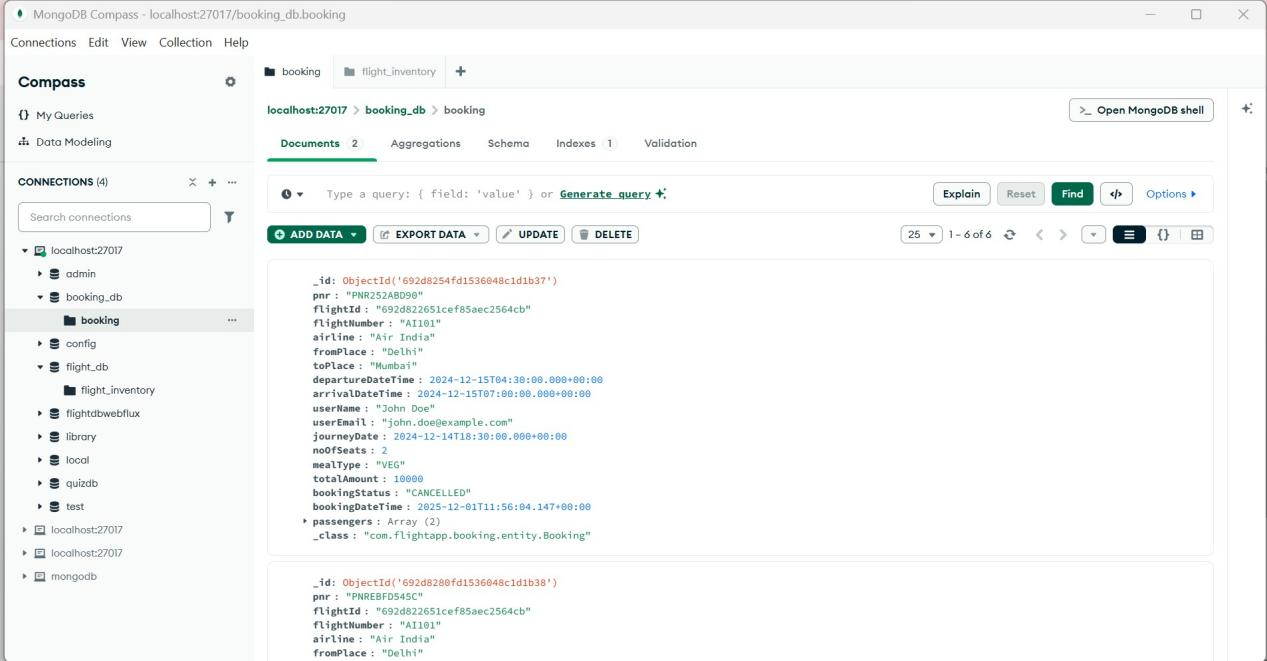 MongoDB Compass - localhost:27017/booking_db.booking
Connections Edit View Collection Help
Compass
{} My Queries
Data Modeling
CONNECTIONS (4)
Search connections
localhost:27017
admin
booking_db
booking
config
flight_db
flight_inventory
flightdbwebflux
library
local
quizdb
test
localhost:27017
localhost:27017
mongodb
booking flight_inventory
localhost:27017 > booking_db > booking
>_ Open MongoDB shell
Documents 2 Aggregations Schema Indexes 1 Validation
Type a query: { field: 'value' } or Generate query
Explain Reset Find </> Options
ADD DATA EXPORT DATA UPDATE DELETE
25 1 – 6 of 6 {}
_id: ObjectId('692d8254fd1536048c1d1b37')
pnr : "PNR252ABD90"
flightId : "692d822651cef85aec2564cb"
flightNumber : "AI101"
airline : "Air India"
fromPlace : "Delhi"
toPlace : "Mumbai"
departureDateTime : 2024-12-15T04:30:00.000+00:00
arrivalDateTime : 2024-12-15T07:00:00.000+00:00
userName : "John Doe"
userEmail : "john.doe@example.com"
journeyDate : 2024-12-14T18:30:00.000+00:00
noOfSeats : 2
mealType : "VEG"
totalAmount : 10000
bookingStatus : "CANCELLED"
bookingDateTime : 2025-12-01T11:56:04.147+00:00
passengers : Array (2)
_class : "com.flightapp.booking.entity.Booking"
_id: ObjectId('692d8280fd1536048c1d1b38')
pnr : "PNREBFD545C"
flightId : "692d822651cef85aec2564cb"
flightNumber : "AI101"
airline : "Air India"
fromPlace : "Delhi"